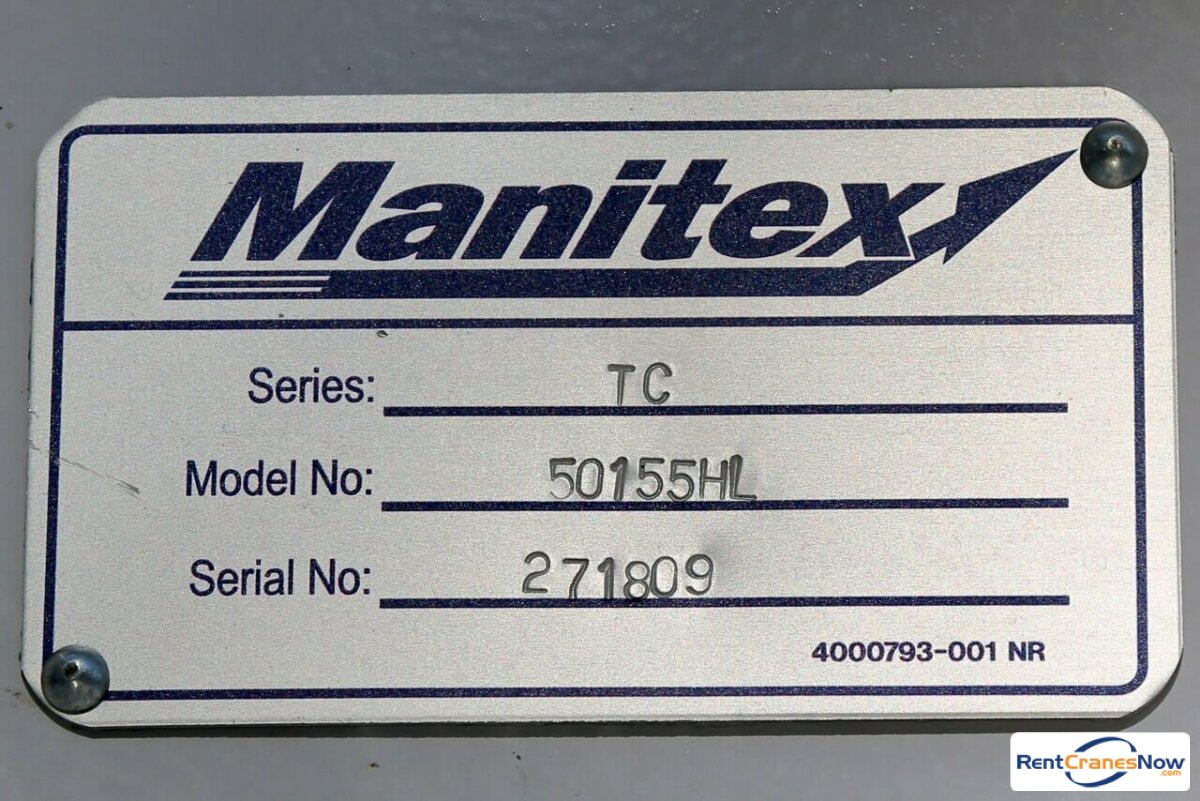 Manitex
Series: TC
Model No: 50155HL
Serial No: 271809
4000793-001 NR
RentCranesNow
.com